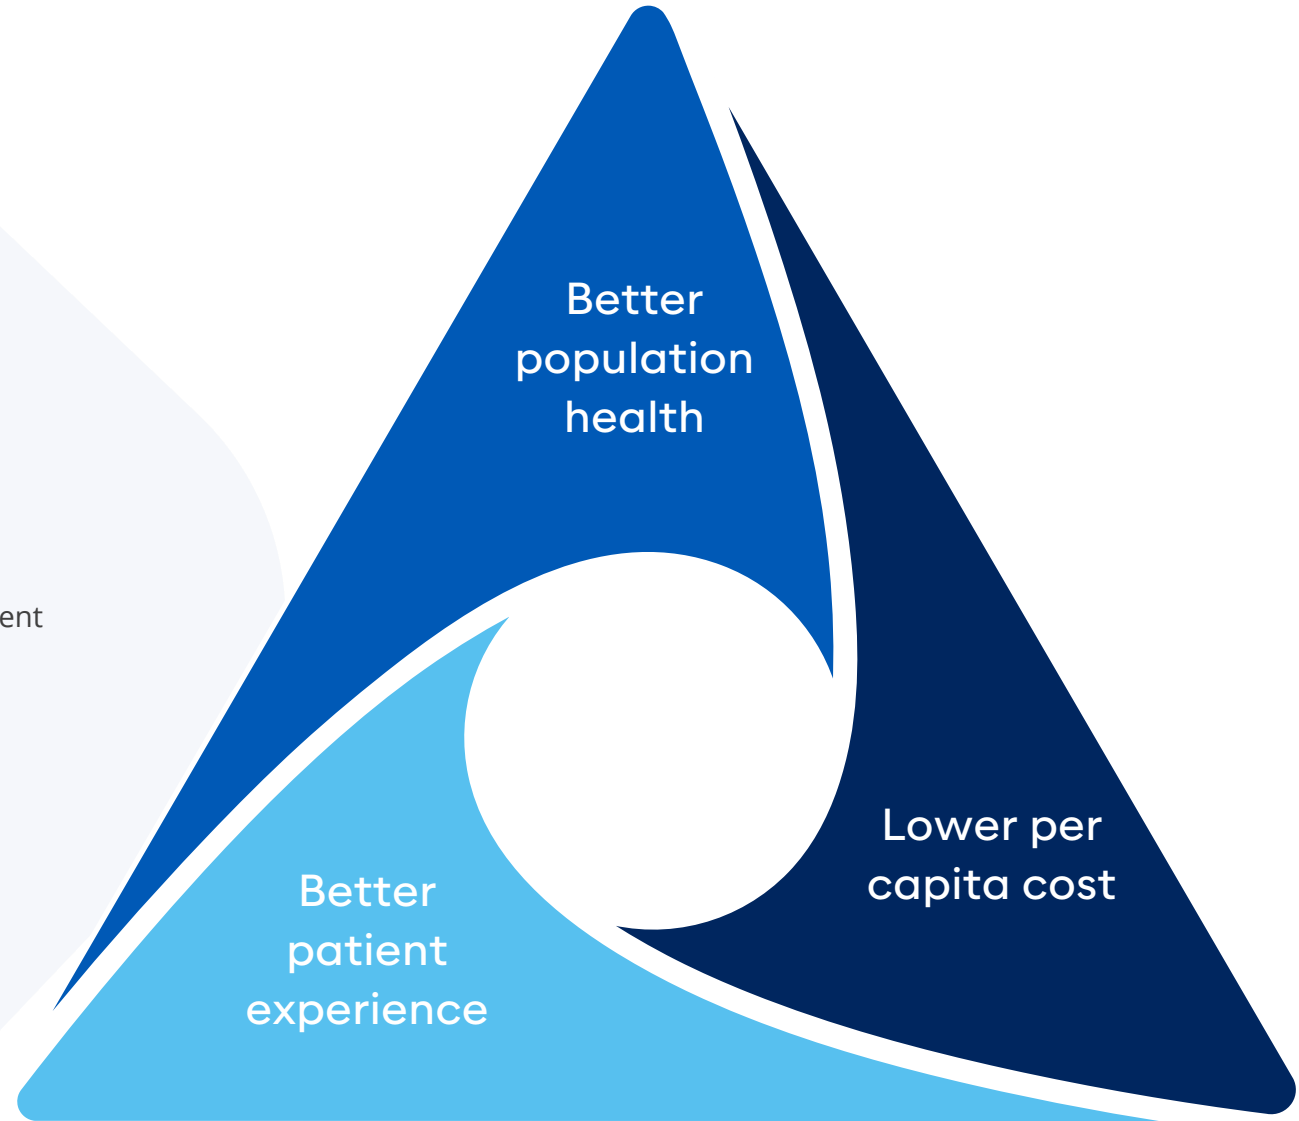 Better
population
health
ent
Lower per
capita cost
Better
patient
experience